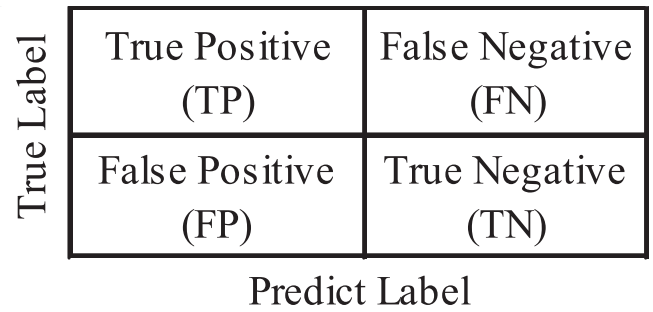 True Label
True Positive
(TP)
False Negative
(FN)
False Positive
(FP)
True Negative
(TN)
Predict Label